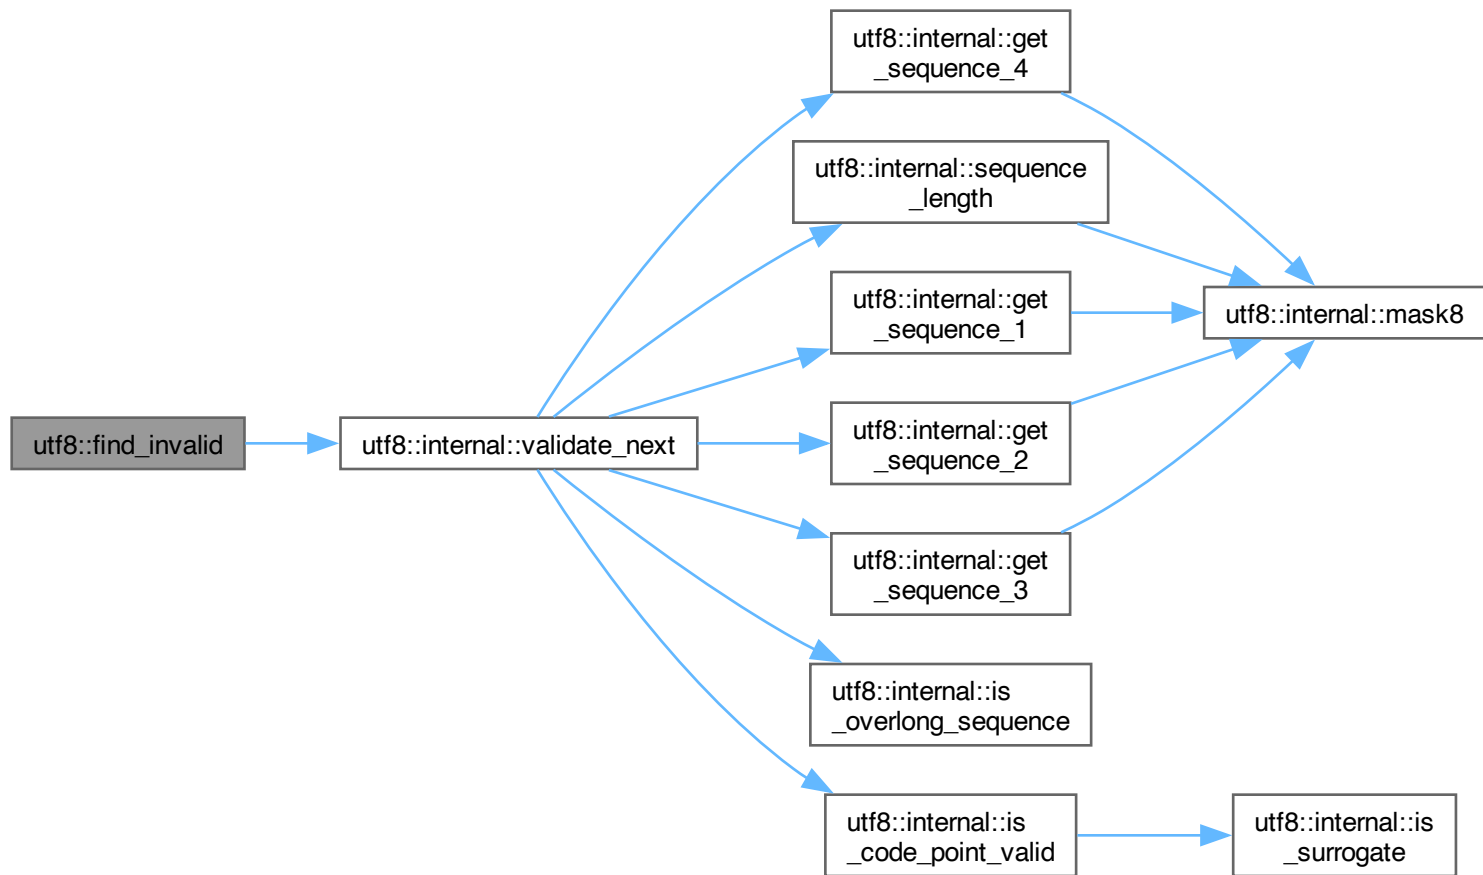 utf8::find_invalid
utf8::internal::validate_next
utf8::internal::get
_sequence_4
utf8::internal::sequence
_length
utf8::internal::get
_sequence_1
utf8::internal::get
_sequence_2
utf8::internal::get
_sequence_3
utf8::internal::is
_overlong_sequence
utf8::internal::is
_code_point_valid
utf8::internal::mask8
utf8::internal::is
_surrogate